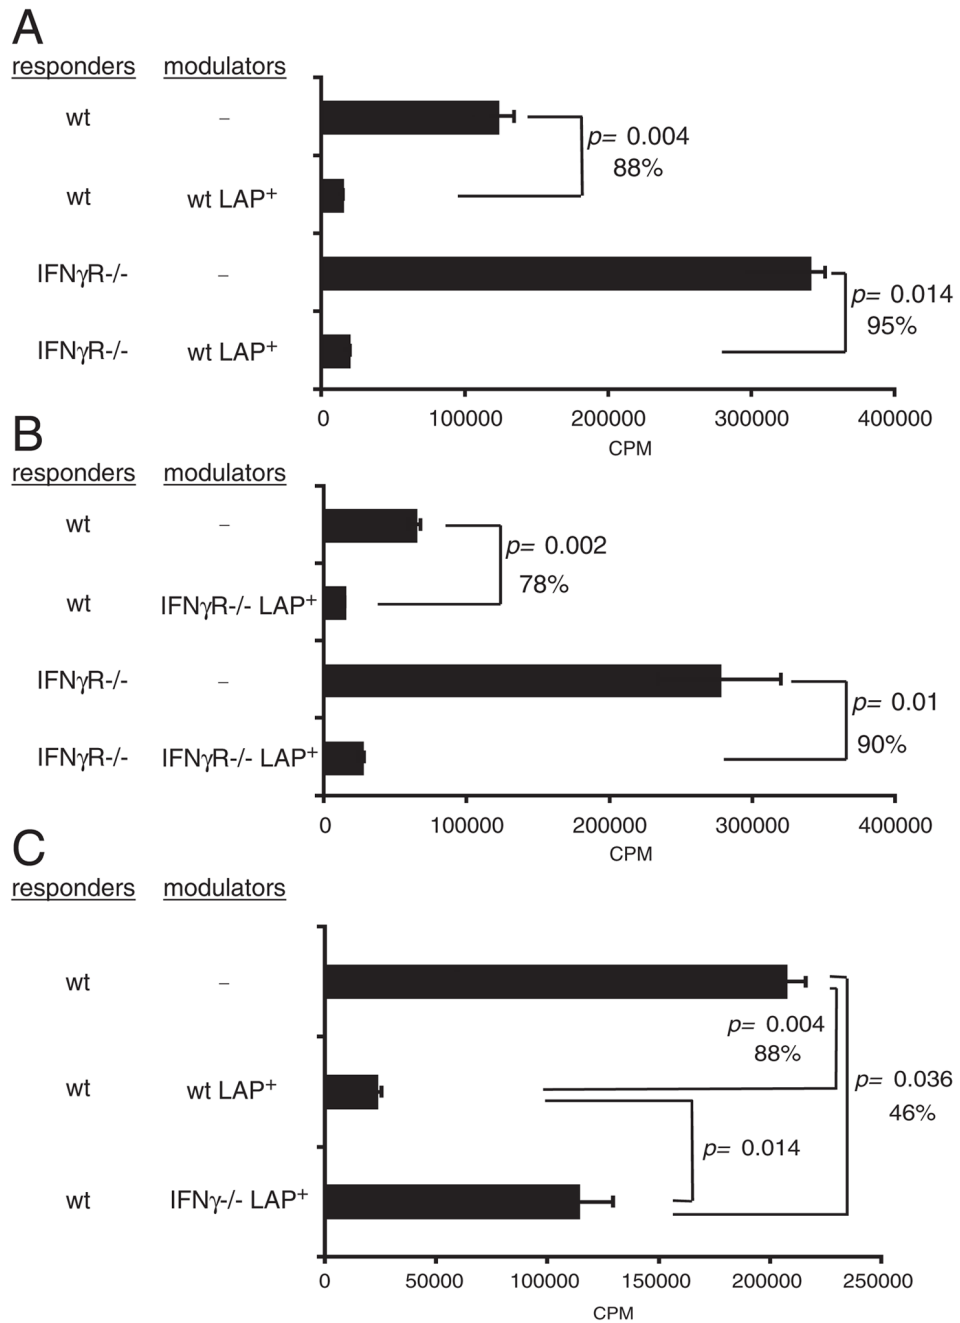 A
responders modulators
wt –
p= 0.004
88%
wt wt LAP+
IFNγR-/- –
p= 0.014
95%
IFNγR-/- wt LAP+
0 100000 200000 300000 400000
CPM
B
responders modulators
wt –
p= 0.002
78%
wt IFNγR-/- LAP+
IFNγR-/- –
p= 0.01
90%
IFNγR-/- IFNγR-/- LAP+
0 100000 200000 300000 400000
CPM
C
responders modulators
wt –
p= 0.004
88%
wt wt LAP+
p= 0.036
46%
p= 0.014
wt IFNγ-/- LAP+
0 50000 100000 150000 200000 250000
CPM